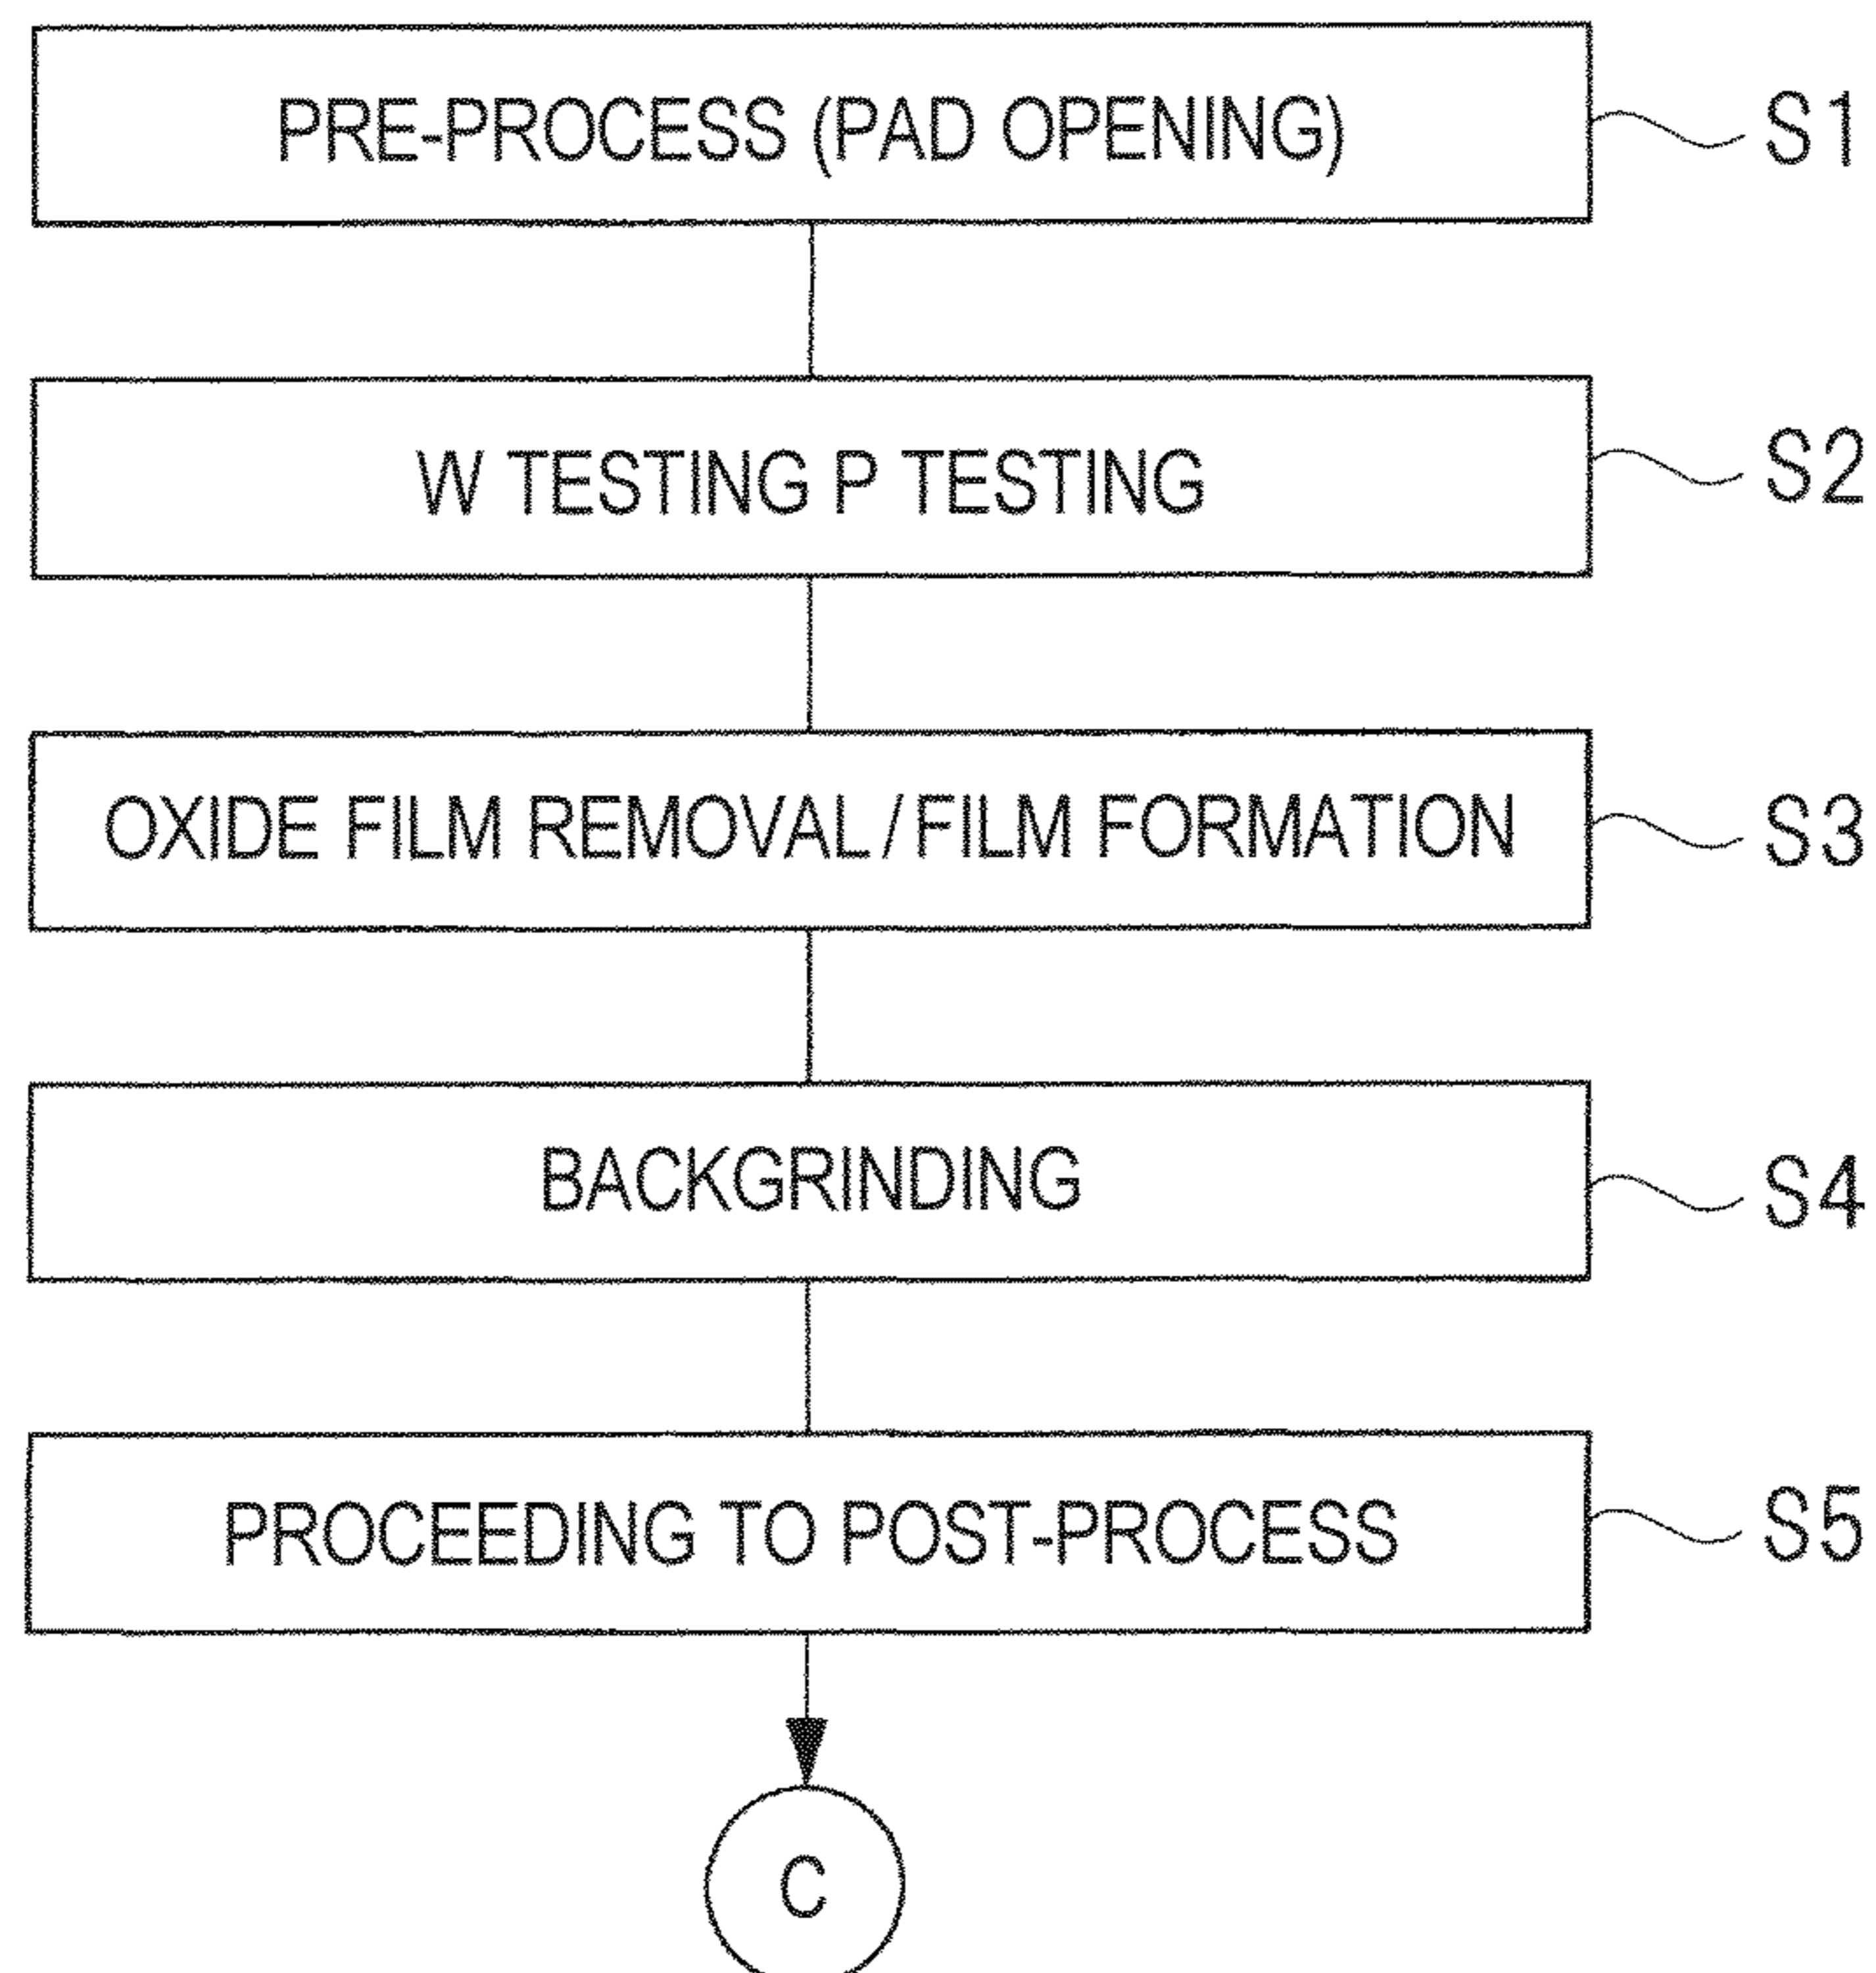 PRE-PROCESS (PAD OPENING) S1
W TESTING P TESTING S2
OXIDE FILM REMOVAL / FILM FORMATION S3
BACKGRINDING S4
PROCEEDING TO POST-PROCESS S5
C